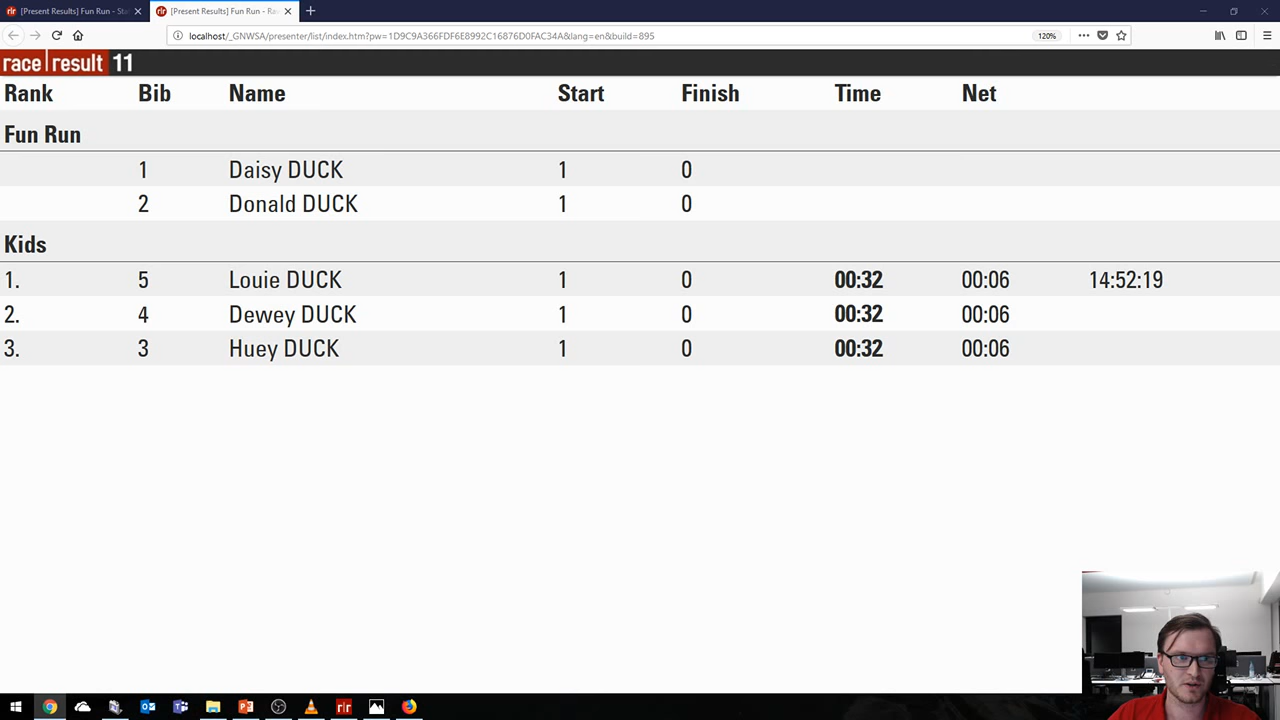 [Present Results] Fun Run - Sta
[Present Results] Fun Run - Ra
localhost/_GNWSA/presenter/list/index.htm?pw=1D9C9A366FDF6E8992C16876D0FAC34A&lang=en&build=895
120%
race result 11
Rank Bib Name Start Finish Time Net
Fun Run
1 Daisy DUCK 1 0
2 Donald DUCK 1 0
Kids
1. 5 Louie DUCK 1 0 00:32 00:06 14:52:19
2. 4 Dewey DUCK 1 0 00:32 00:06
3. 3 Huey DUCK 1 0 00:32 00:06